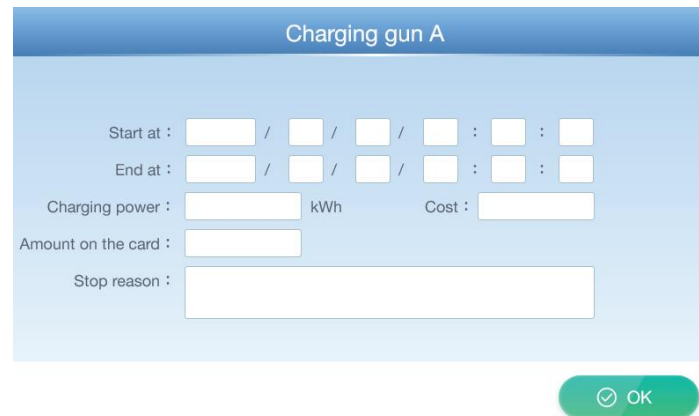 Charging gun A
Start at： / / / : :
End at： / / / : :
Charging power： kWh Cost：
Amount on the card：
Stop reason：
OK